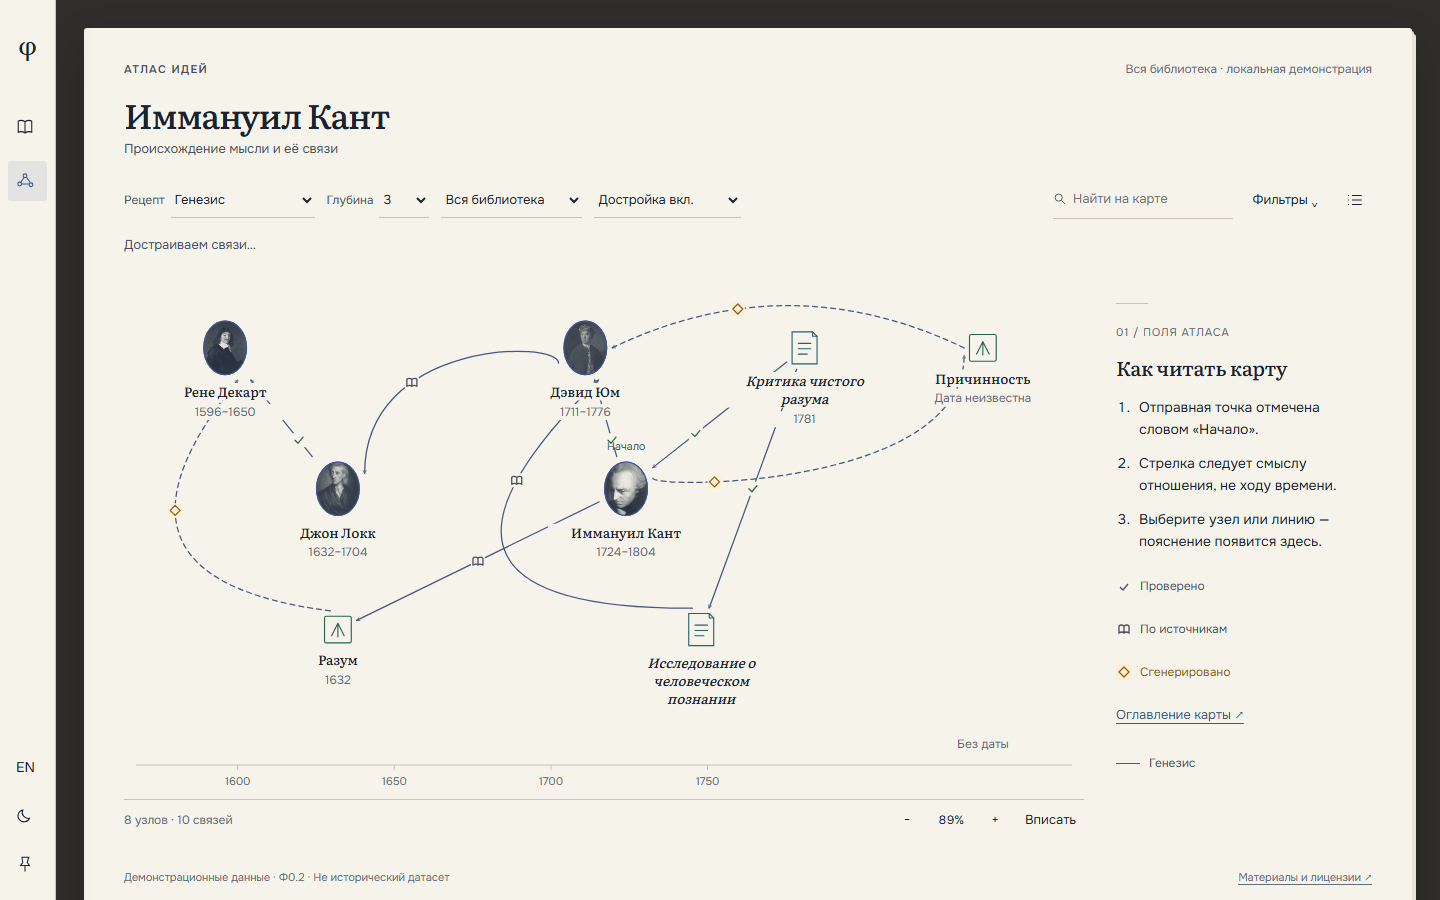 φ
АТЛАС ИДЕЙ
Вся библиотека · локальная демонстрация
Иммануил Кант
Происхождение мысли и её связи
Рецепт Генезис Глубина 3 Вся библиотека Достройка вкл. Найти на карте Фильтры
Достраиваем связи...
Рене Декарт
1596–1650
Дэвид Юм
1711–1776
Критика чистого
разума
1781
Причинность
Дата неизвестна
Начало
Джон Локк
1632–1704
Иммануил Кант
1724–1804
Разум
1632
Исследование о
человеческом
познании
Без даты
1600 1650 1700 1750
8 узлов · 10 связей
− 89% + Вписать
01 / ПОЛЯ АТЛАСА
Как читать карту
1. Отправная точка отмечена
словом «Начало».
2. Стрелка следует смыслу
отношения, не ходу времени.
3. Выберите узел или линию —
пояснение появится здесь.
Проверено
По источникам
Сгенерировано
Оглавление карты ↗
Генезис
EN
Демонстрационные данные · Ф0.2 · Не исторический датасет
Материалы и лицензии ↗